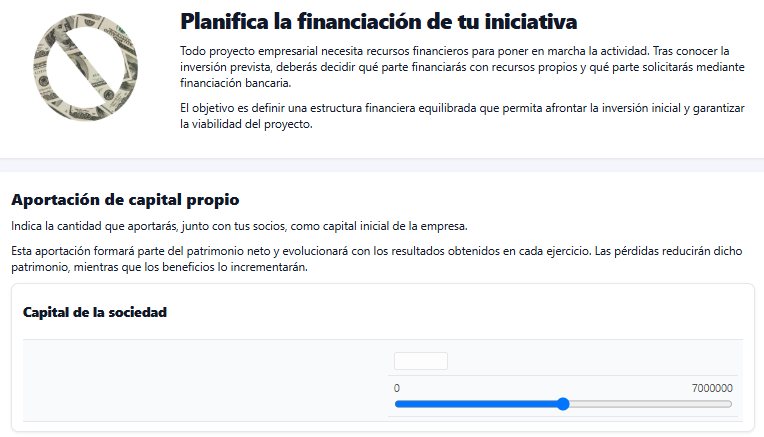 Planifica la financiación de tu iniciativa
Todo proyecto empresarial necesita recursos financieros para poner en marcha la actividad. Tras conocer la
inversión prevista, deberás decidir qué parte financiarás con recursos propios y qué parte solicitarás mediante
financiación bancaria.
El objetivo es definir una estructura financiera equilibrada que permita afrontar la inversión inicial y garantizar
la viabilidad del proyecto.
Aportación de capital propio
Indica la cantidad que aportarás, junto con tus socios, como capital inicial de la empresa.
Esta aportación formará parte del patrimonio neto y evolucionará con los resultados obtenidos en cada ejercicio. Las pérdidas reducirán dicho
patrimonio, mientras que los beneficios lo incrementarán.
Capital de la sociedad
0 7000000